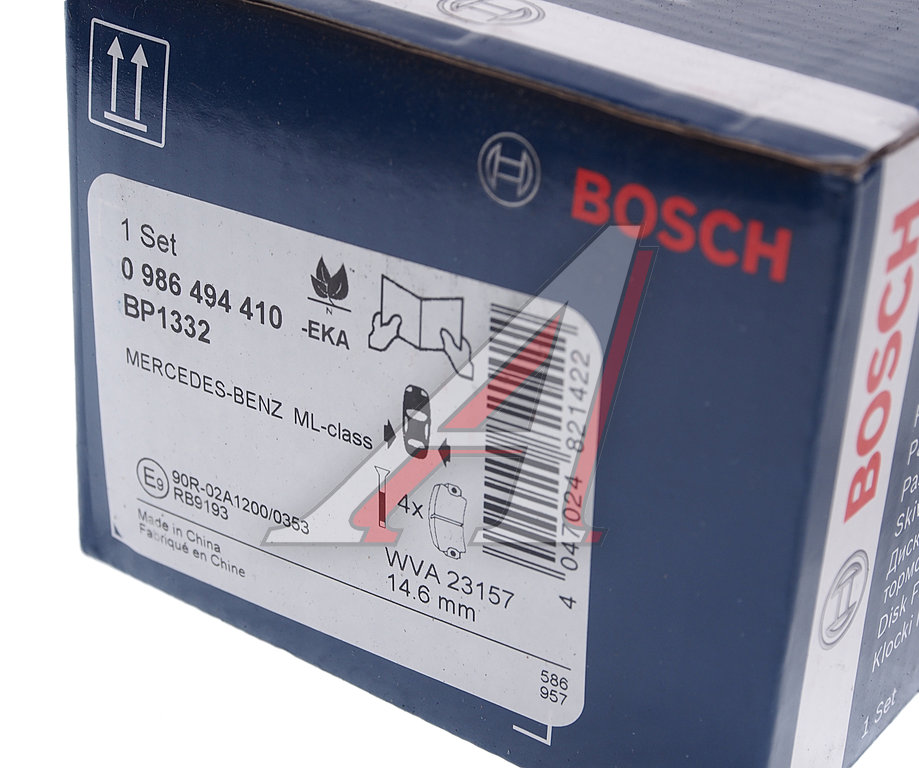 BOSCH
1 Set
0 986 494 410
-EKA
BP1332
N
MERCEDES-BENZ ML-class
E9
90R-02A1200/0353
RB9193
4x
Made in China
Fabriqué en Chine
WVA 23157
14.6 mm
4 047024 821422
586
957
BOSCH
Disk
Klocki
1 Set